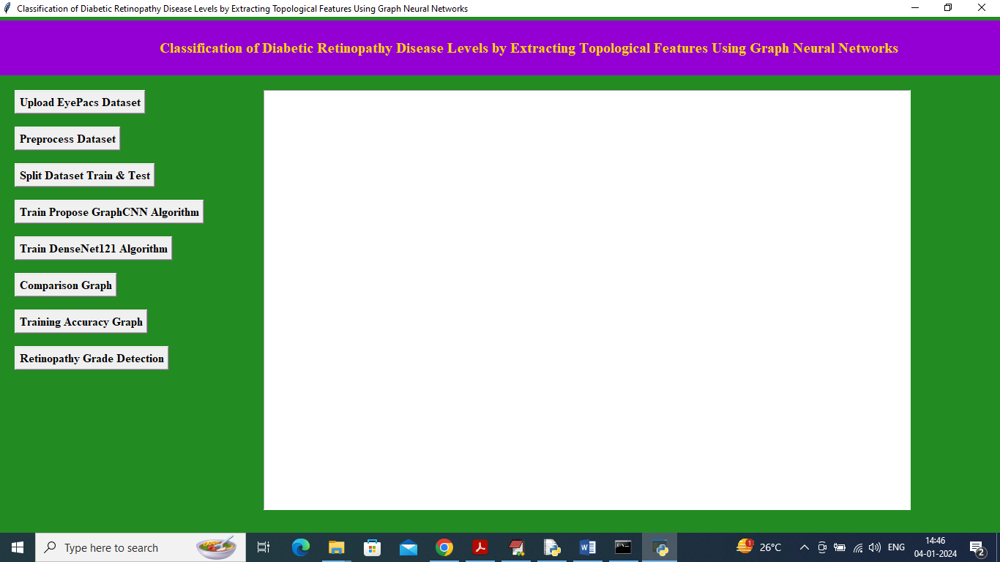 Classification of Diabetic Retinopathy Disease Levels by Extracting Topological Features Using Graph Neural Networks
Classification of Diabetic Retinopathy Disease Levels by Extracting Topological Features Using Graph Neural Networks
Upload EyePacs Dataset
Preprocess Dataset
Split Dataset Train & Test
Train Propose GraphCNN Algorithm
Train DenseNet121 Algorithm
Comparison Graph
Training Accuracy Graph
Retinopathy Grade Detection
Type here to search
1
26°C
ENG
14:46
04-01-2024
2